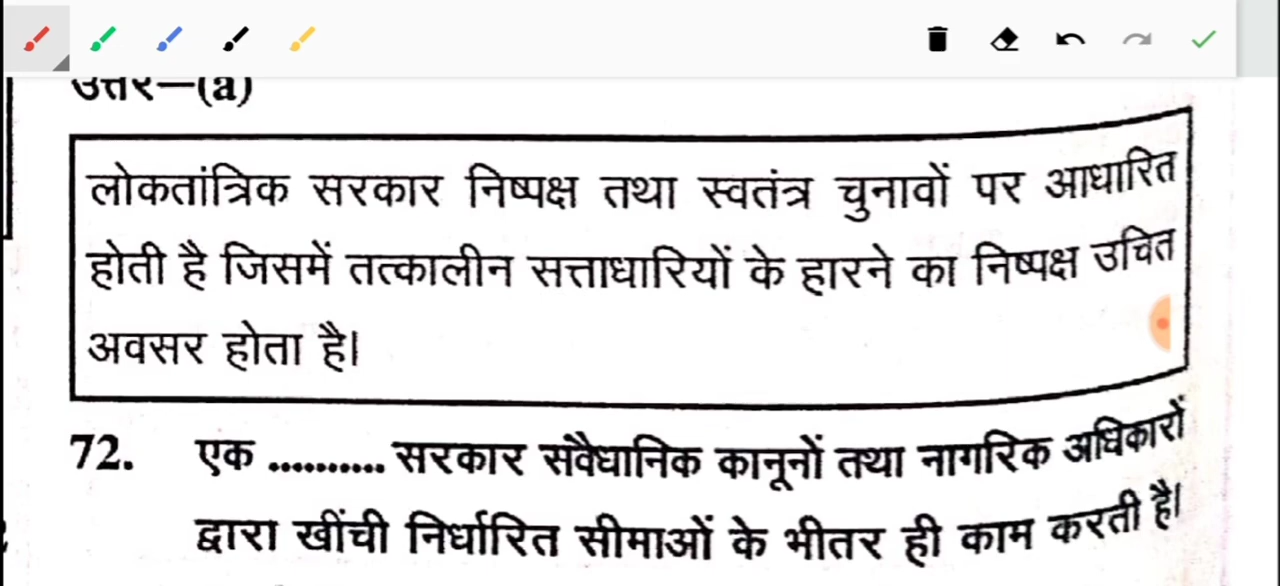 उत्तर—(a)
लोकतांत्रिक सरकार निष्पक्ष तथा स्वतंत्र चुनावों पर आधारित
होती है जिसमें तत्कालीन सत्ताधारियों के हारने का निष्पक्ष उचित
अवसर होता है।
72. एक .......... सरकार संवैधानिक कानूनों तथा नागरिक अधिकारों
द्वारा खींची निर्धारित सीमाओं के भीतर ही काम करती है।